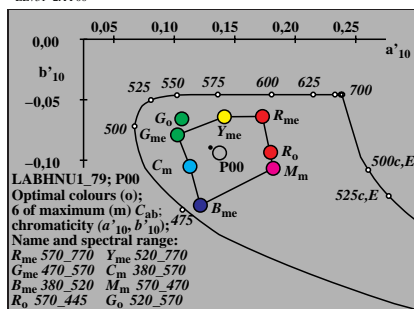 0,05 0,10 0,15 0,20 0,25
0,00
a'10
b'10
525 550 575 600 625 700
−0,05
Go
Rme
500
Gme
Yme
500c,E
Ro
Cm
P00
−0,10
Mm
LABHNU1_79; P00
525c,E
Optimal colours (o);
6 of maximum (m) Cab;
475
Bme
chromaticity (a'10, b'10);
Name and spectral range:
Rme 570_770 Yme 520_770
Gme 470_570 Cm 380_570
Bme 380_520 Mm 570_470
Ro 570_445 Go 520_570